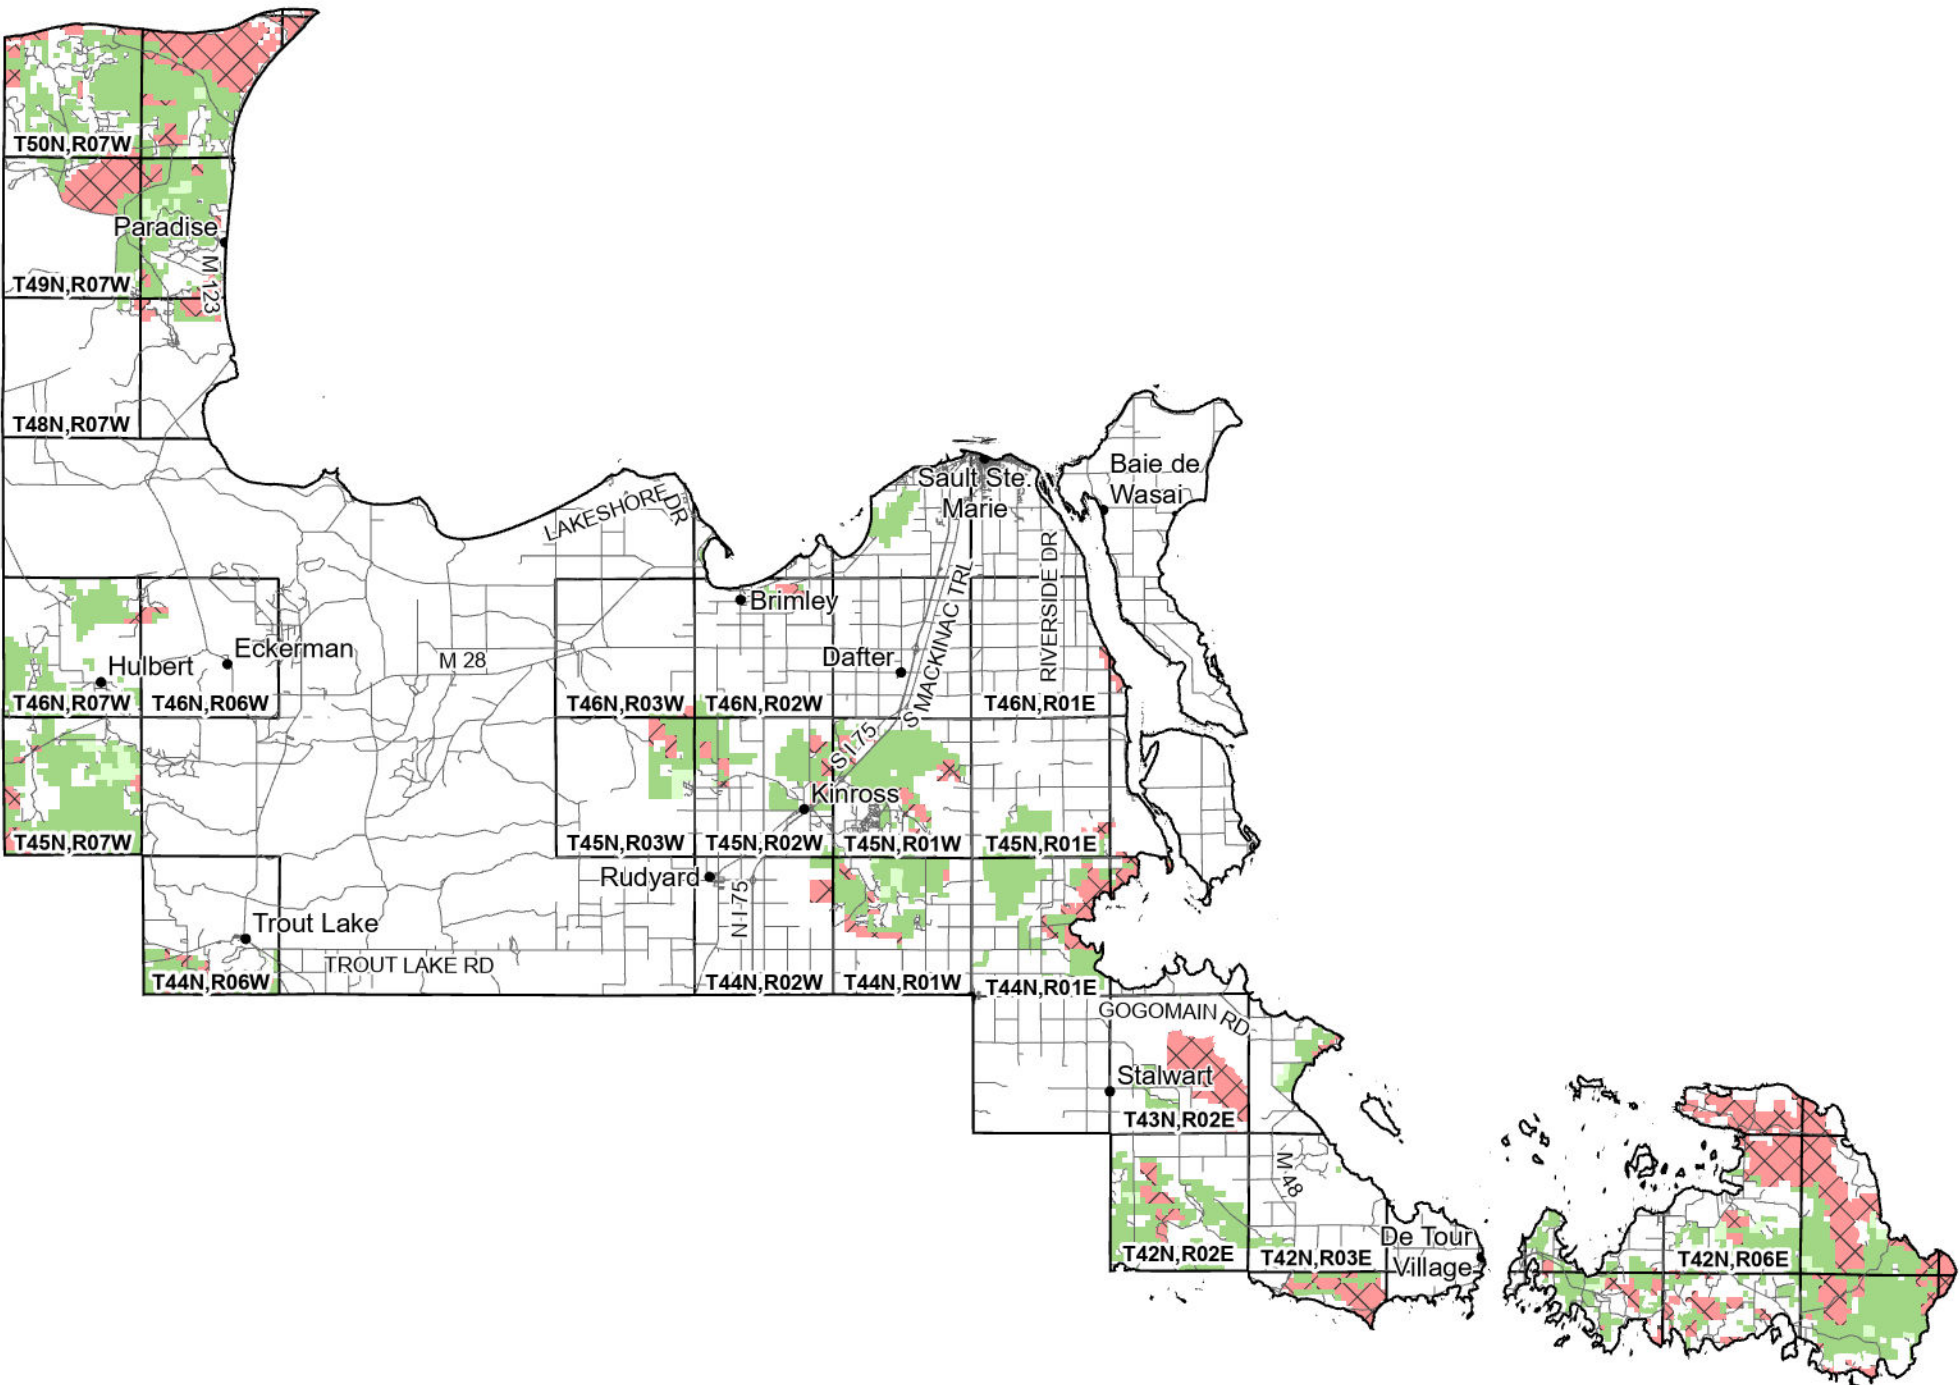 T50N,R07W
Paradise
M 123
T49N,R07W
T48N,R07W
Sault Ste.
Marie
Baie de
Wasai
LAKESHORE DR
RIVERSIDE DR
S MACKINAC TRL
Brimley
Hulbert
Eckerman
M 28
Dafter
T46N,R07W
T46N,R06W
T46N,R03W
T46N,R02W
T46N,R01E
S I 75
Kinross
T45N,R07W
T45N,R03W
T45N,R02W
T45N,R01W
T45N,R01E
Rudyard
N I 75
Trout Lake
TROUT LAKE RD
T44N,R06W
T44N,R02W
T44N,R01W
T44N,R01E
GOGOMAIN RD
Stalwart
T43N,R02E
M 48
De Tour
Village
T42N,R02E
T42N,R03E
T42N,R06E